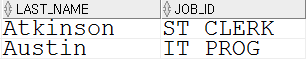 LAST_NAME JOB_ID
Atkinson ST CLERK
Austin IT PROG